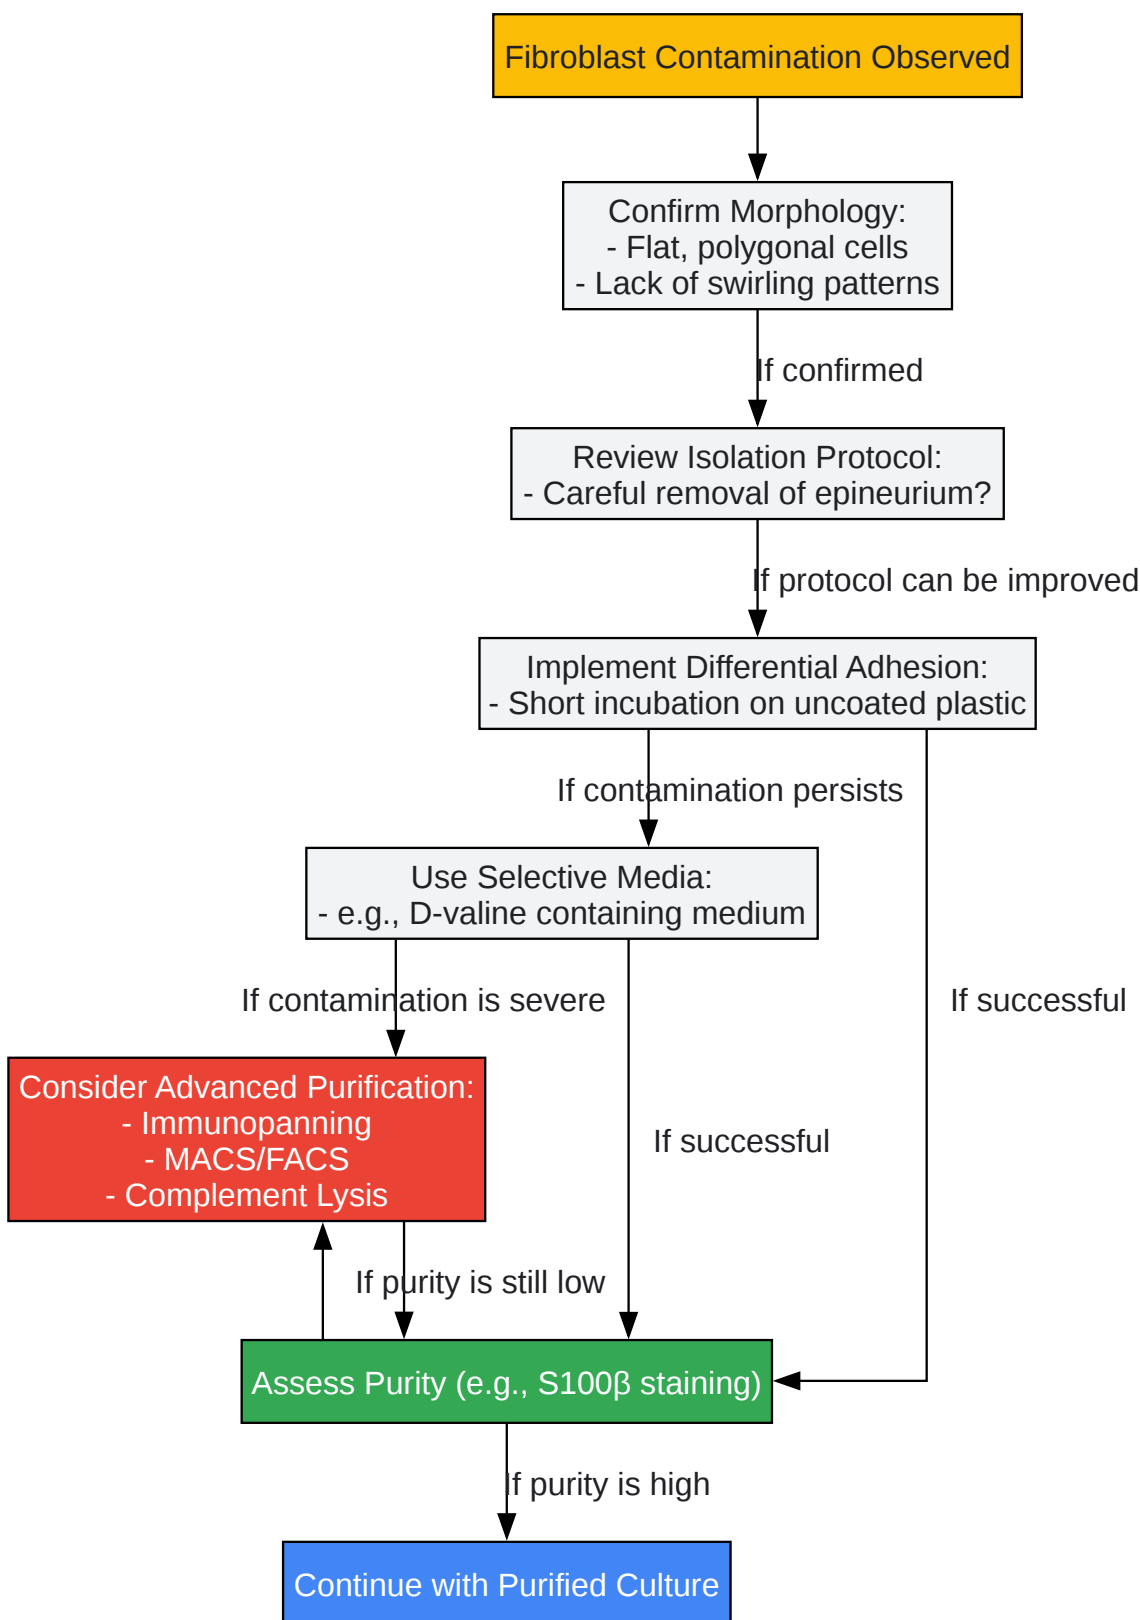 Fibroblast Contamination Observed
Confirm Morphology:
- Flat, polygonal cells
- Lack of swirling patterns
If confirmed
Review Isolation Protocol:
- Careful removal of epineurium?
If protocol can be improved
Implement Differential Adhesion:
- Short incubation on uncoated plastic
If contamination persists
Use Selective Media:
- e.g., D-valine containing medium
If contamination is severe
If successful
Consider Advanced Purification:
- Immunopanning
- MACS/FACS
- Complement Lysis
If successful
If purity is still low
Assess Purity (e.g., S100β staining)
If purity is high
Continue with Purified Culture